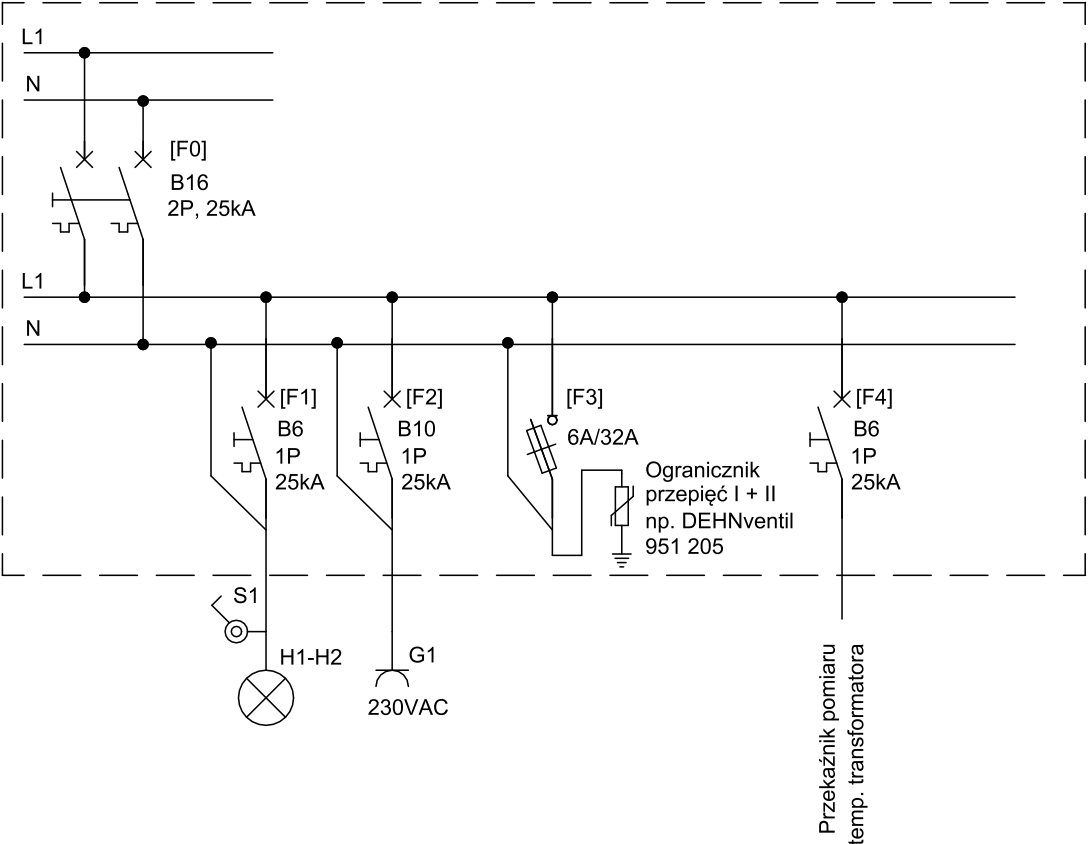 L1
N
[F0]
B16
2P, 25kA
L1
N
[F1]
B6
1P
25kA
[F2]
B10
1P
25kA
[F3]
6A/32A
Ogranicznik
przepięć I + II
np. DEHNventil
951 205
[F4]
B6
1P
25kA
S1
H1-H2
G1
230VAC
Przekaźnik pomiaru
temp. transformatora